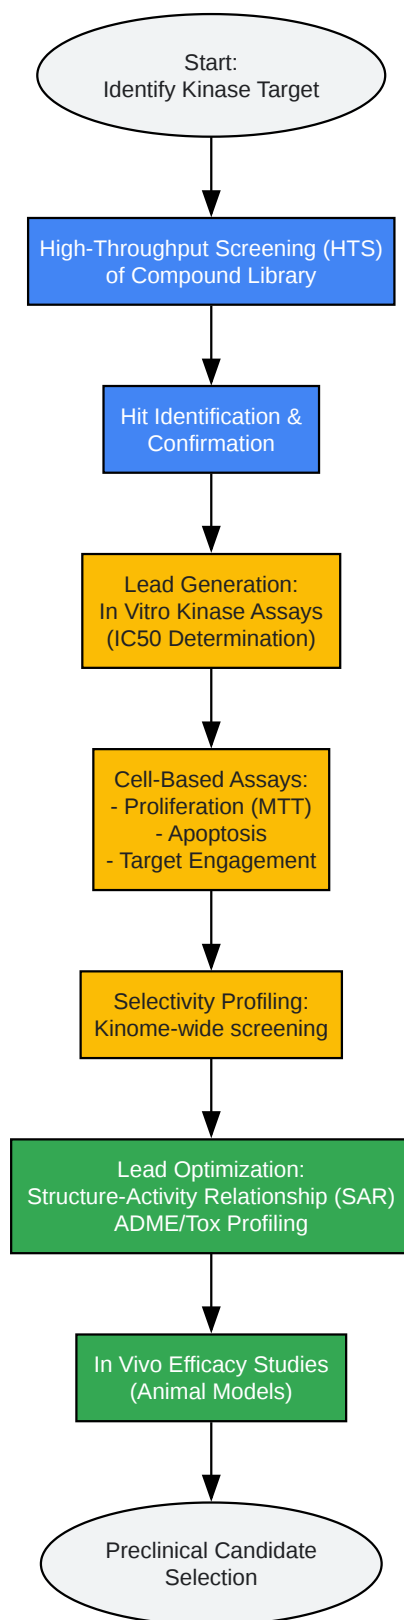 Start:
Identify Kinase Target
High-Throughput Screening (HTS)
of Compound Library
Hit Identification &
Confirmation
Lead Generation:
In Vitro Kinase Assays
(IC50 Determination)
Cell-Based Assays:
- Proliferation (MTT)
- Apoptosis
- Target Engagement
Selectivity Profiling:
Kinome-wide screening
Lead Optimization:
Structure-Activity Relationship (SAR)
ADME/Tox Profiling
In Vivo Efficacy Studies
(Animal Models)
Preclinical Candidate
Selection